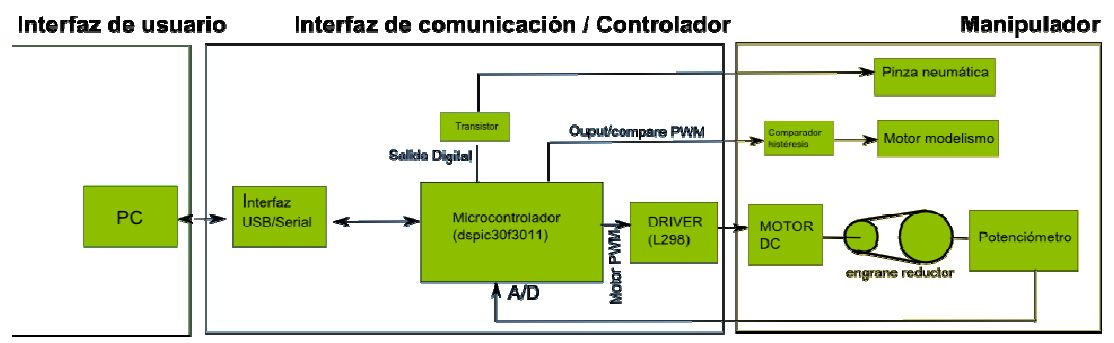 Interfaz de usuario
Interfaz de comunicación / Controlador
Manipulador
Pinza neumática
Transistor
Ouput/compare PWM
Comparador
histéresis
Motor modelismo
Salida Digital
PC
Interfaz
USB/Serial
Microcontrolador
(dspic30f3011)
Motor PWM
DRIVER
(L298)
MOTOR
DC
engrane reductor
Potenciómetro
A/D